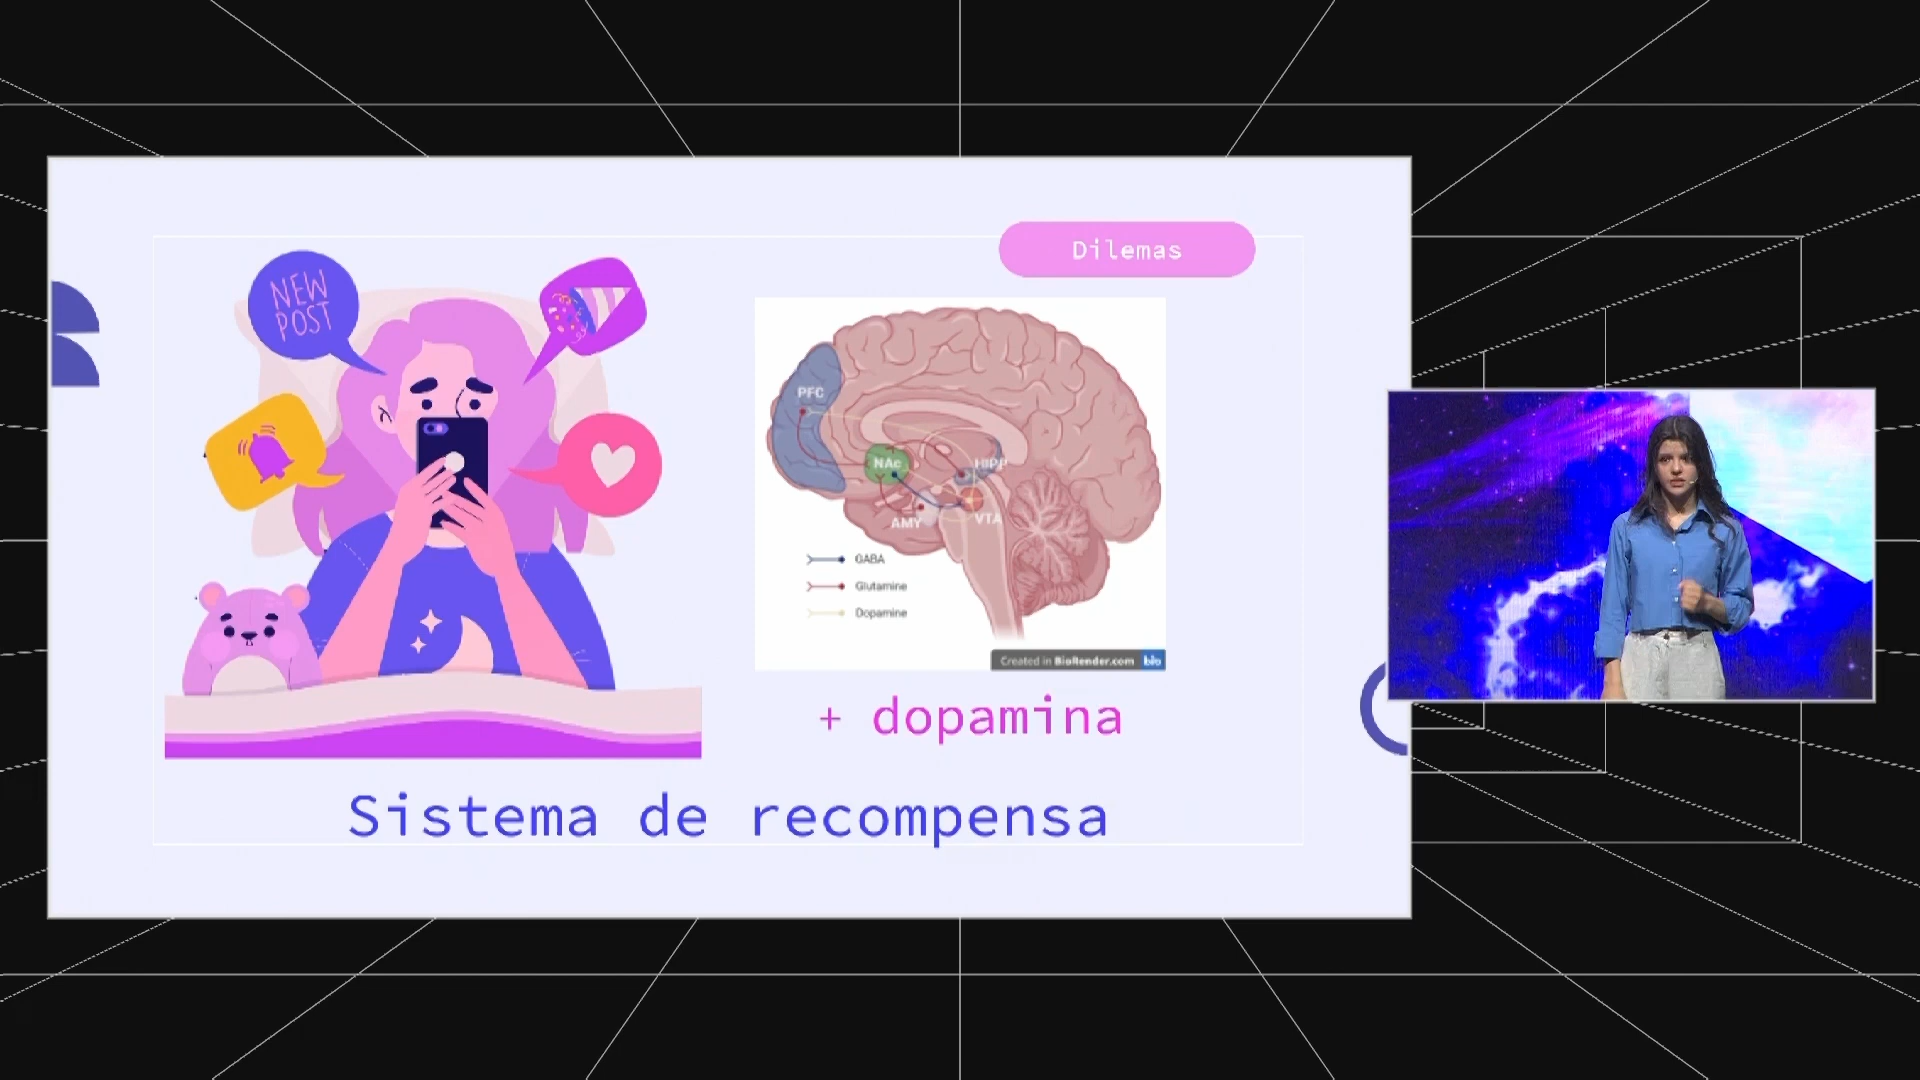 Dilemas
NEW
POST
PFC
NAc
HIPP
AMY
VTA
GABA
Glutamine
Dopamine
Created in BioRender.com bio
+ dopamina
Sistema de recompensa